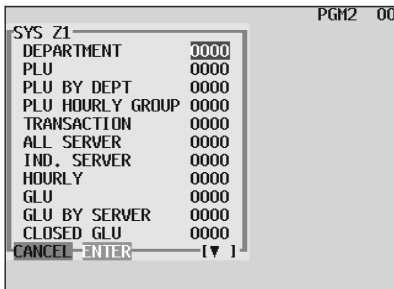 PGM2 00
SYS Z1
DEPARTMENT 0000
PLU 0000
PLU BY DEPT 0000
PLU HOURLY GROUP 0000
TRANSACTION 0000
ALL SERVER 0000
IND. SERVER 0000
HOURLY 0000
GLU 0000
GLU BY SERVER 0000
CLOSED GLU 0000
CANCEL ENTER [▼ ]